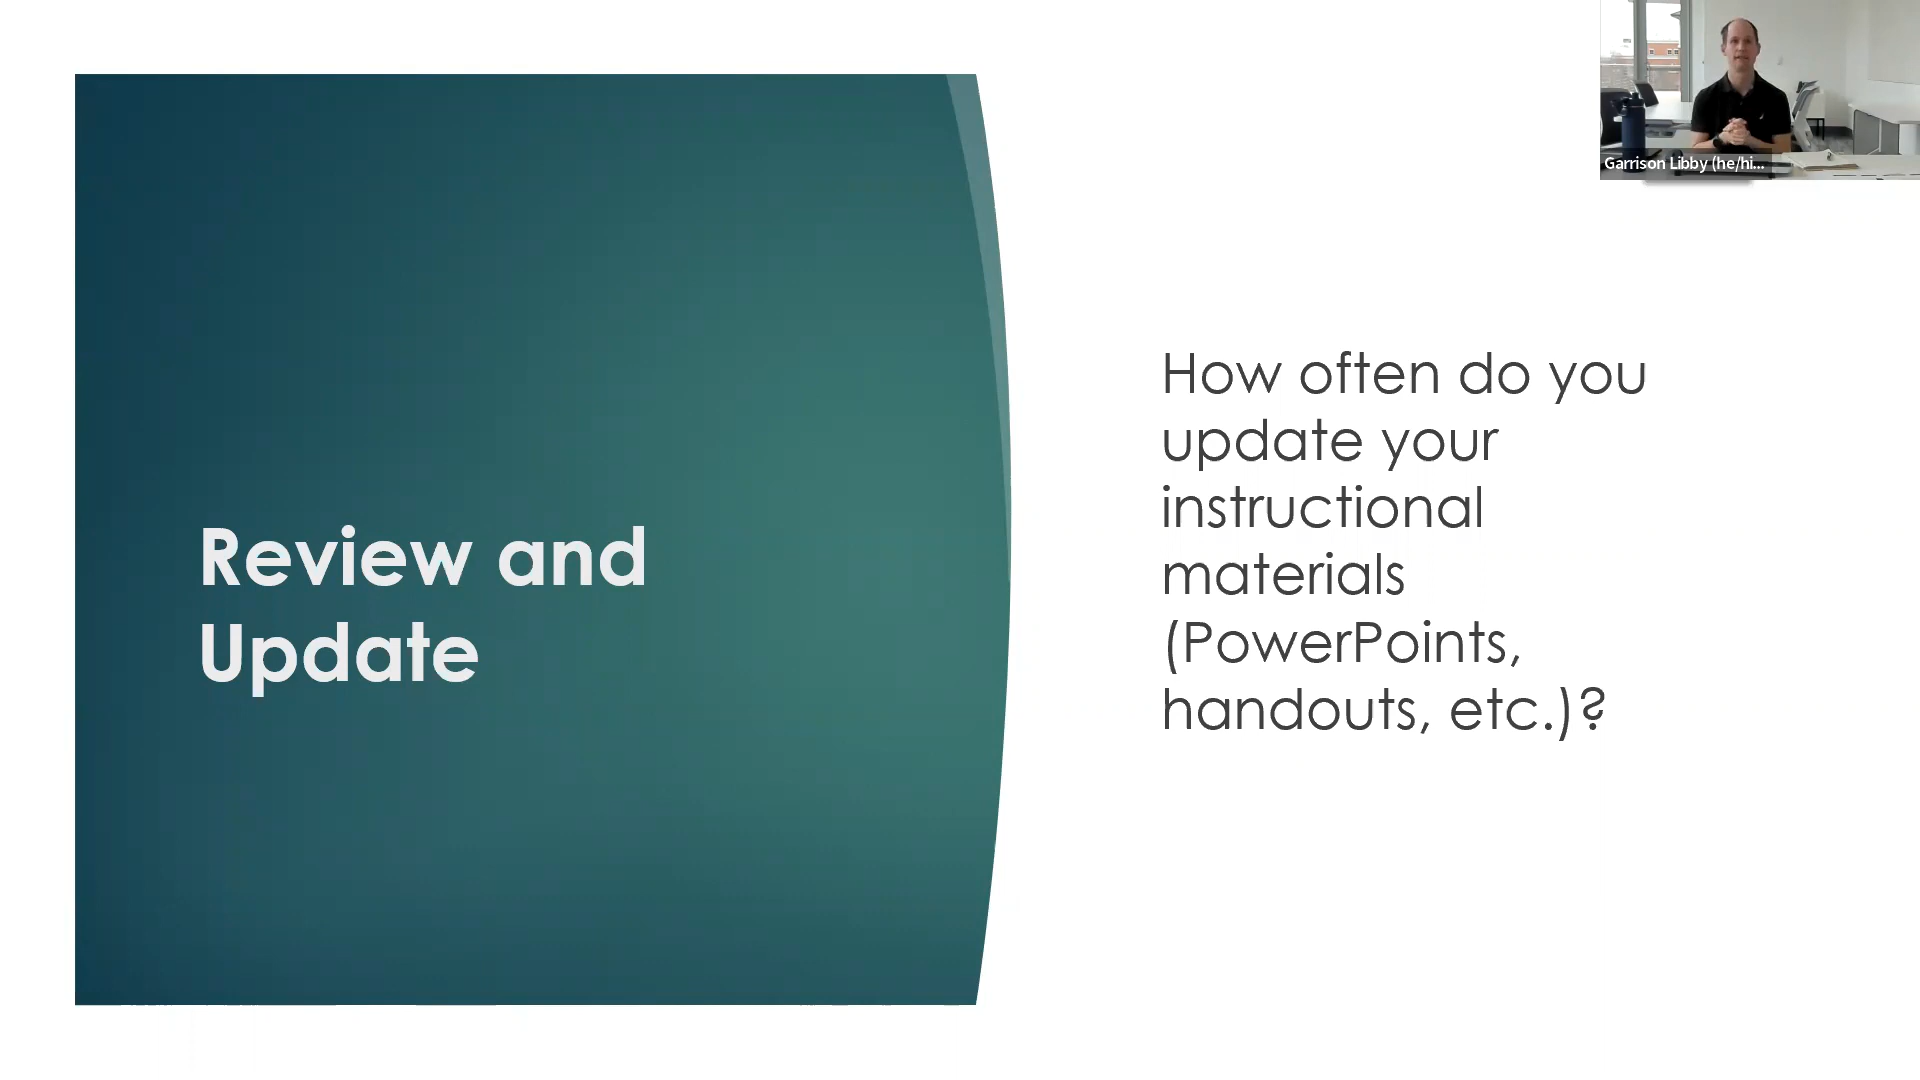 Garrison Libby (he/hi...
Review and
Update
How often do you
update your
instructional
materials
(PowerPoints,
handouts, etc.)?